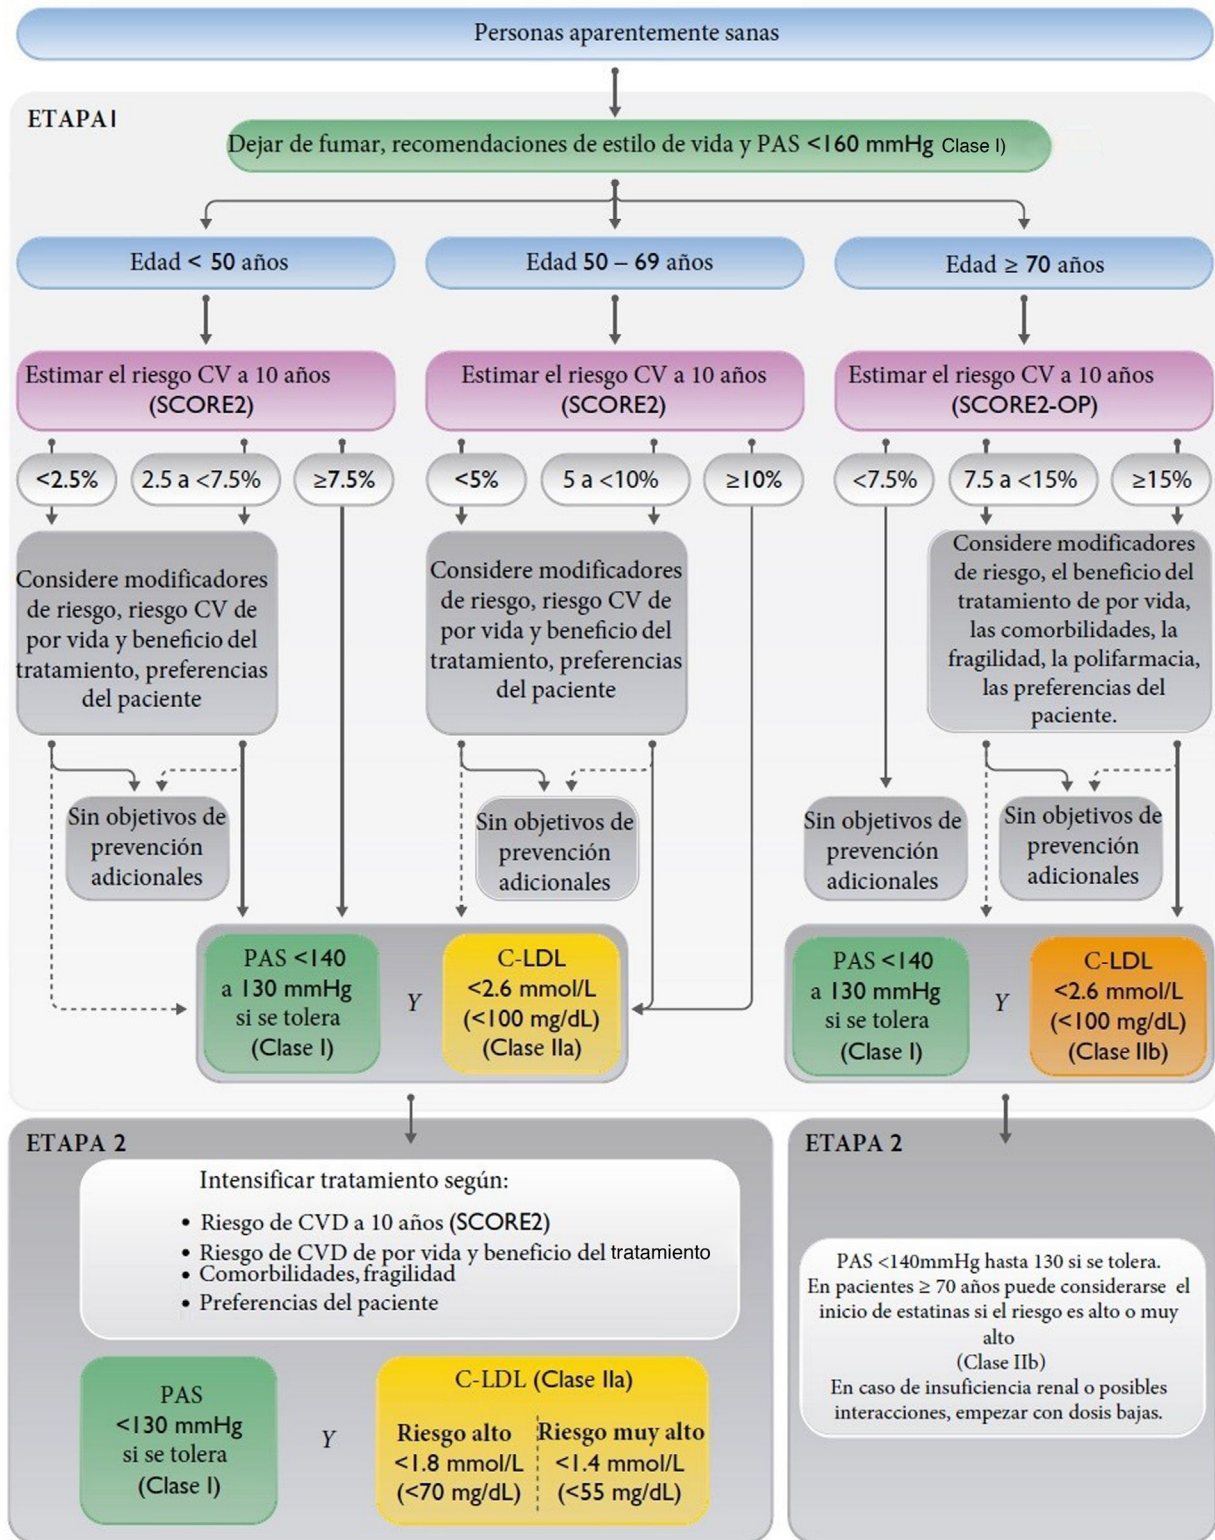 Personas aparentemente sanas
ETAPA I
Dejar de fumar, recomendaciones de estilo de vida y PAS <160 mmHg Clase I)
Edad < 50 años
Edad 50 – 69 años
Edad ≥ 70 años
Estimar el riesgo CV a 10 años
(SCORE2)
Estimar el riesgo CV a 10 años
(SCORE2)
Estimar el riesgo CV a 10 años
(SCORE2-OP)
<2.5%
2.5 a <7.5%
≥7.5%
<5%
5 a <10%
≥10%
<7.5%
7.5 a <15%
≥15%
Considere modificadores
de riesgo, riesgo CV de
por vida y beneficio del
tratamiento, preferencias
del paciente
Considere modificadores
de riesgo, riesgo CV de
por vida y beneficio del
tratamiento, preferencias
del paciente
Considere modificadores
de riesgo, el beneficio del
tratamiento de por vida,
las comorbilidades, la
fragilidad, la polifarmacia,
las preferencias del
paciente.
Sin objetivos de
prevención
adicionales
Sin objetivos de
prevención
adicionales
Sin objetivos de
prevención
adicionales
Sin objetivos de
prevención
adicionales
PAS <140
a 130 mmHg
si se tolera
(Clase I)
Y
C-LDL
<2.6 mmol/L
(<100 mg/dL)
(Clase IIa)
PAS <140
a 130 mmHg
si se tolera
(Clase I)
Y
C-LDL
<2.6 mmol/L
(<100 mg/dL)
(Clase IIb)
ETAPA 2
Intensificar tratamiento según:
• Riesgo de CVD a 10 años (SCORE2)
• Riesgo de CVD de por vida y beneficio del tratamiento
• Comorbilidades, fragilidad
• Preferencias del paciente
PAS
<130 mmHg
si se tolera
(Clase I)
Y
C-LDL (Clase IIa)
Riesgo alto
<1.8 mmol/L
(<70 mg/dL)
Riesgo muy alto
<1.4 mmol/L
(<55 mg/dL)
ETAPA 2
PAS <140mmHg hasta 130 si se tolera.
En pacientes ≥ 70 años puede considerarse el
inicio de estatinas si el riesgo es alto o muy
alto
(Clase IIb)
En caso de insuficiencia renal o posibles
interacciones, empezar con dosis bajas.